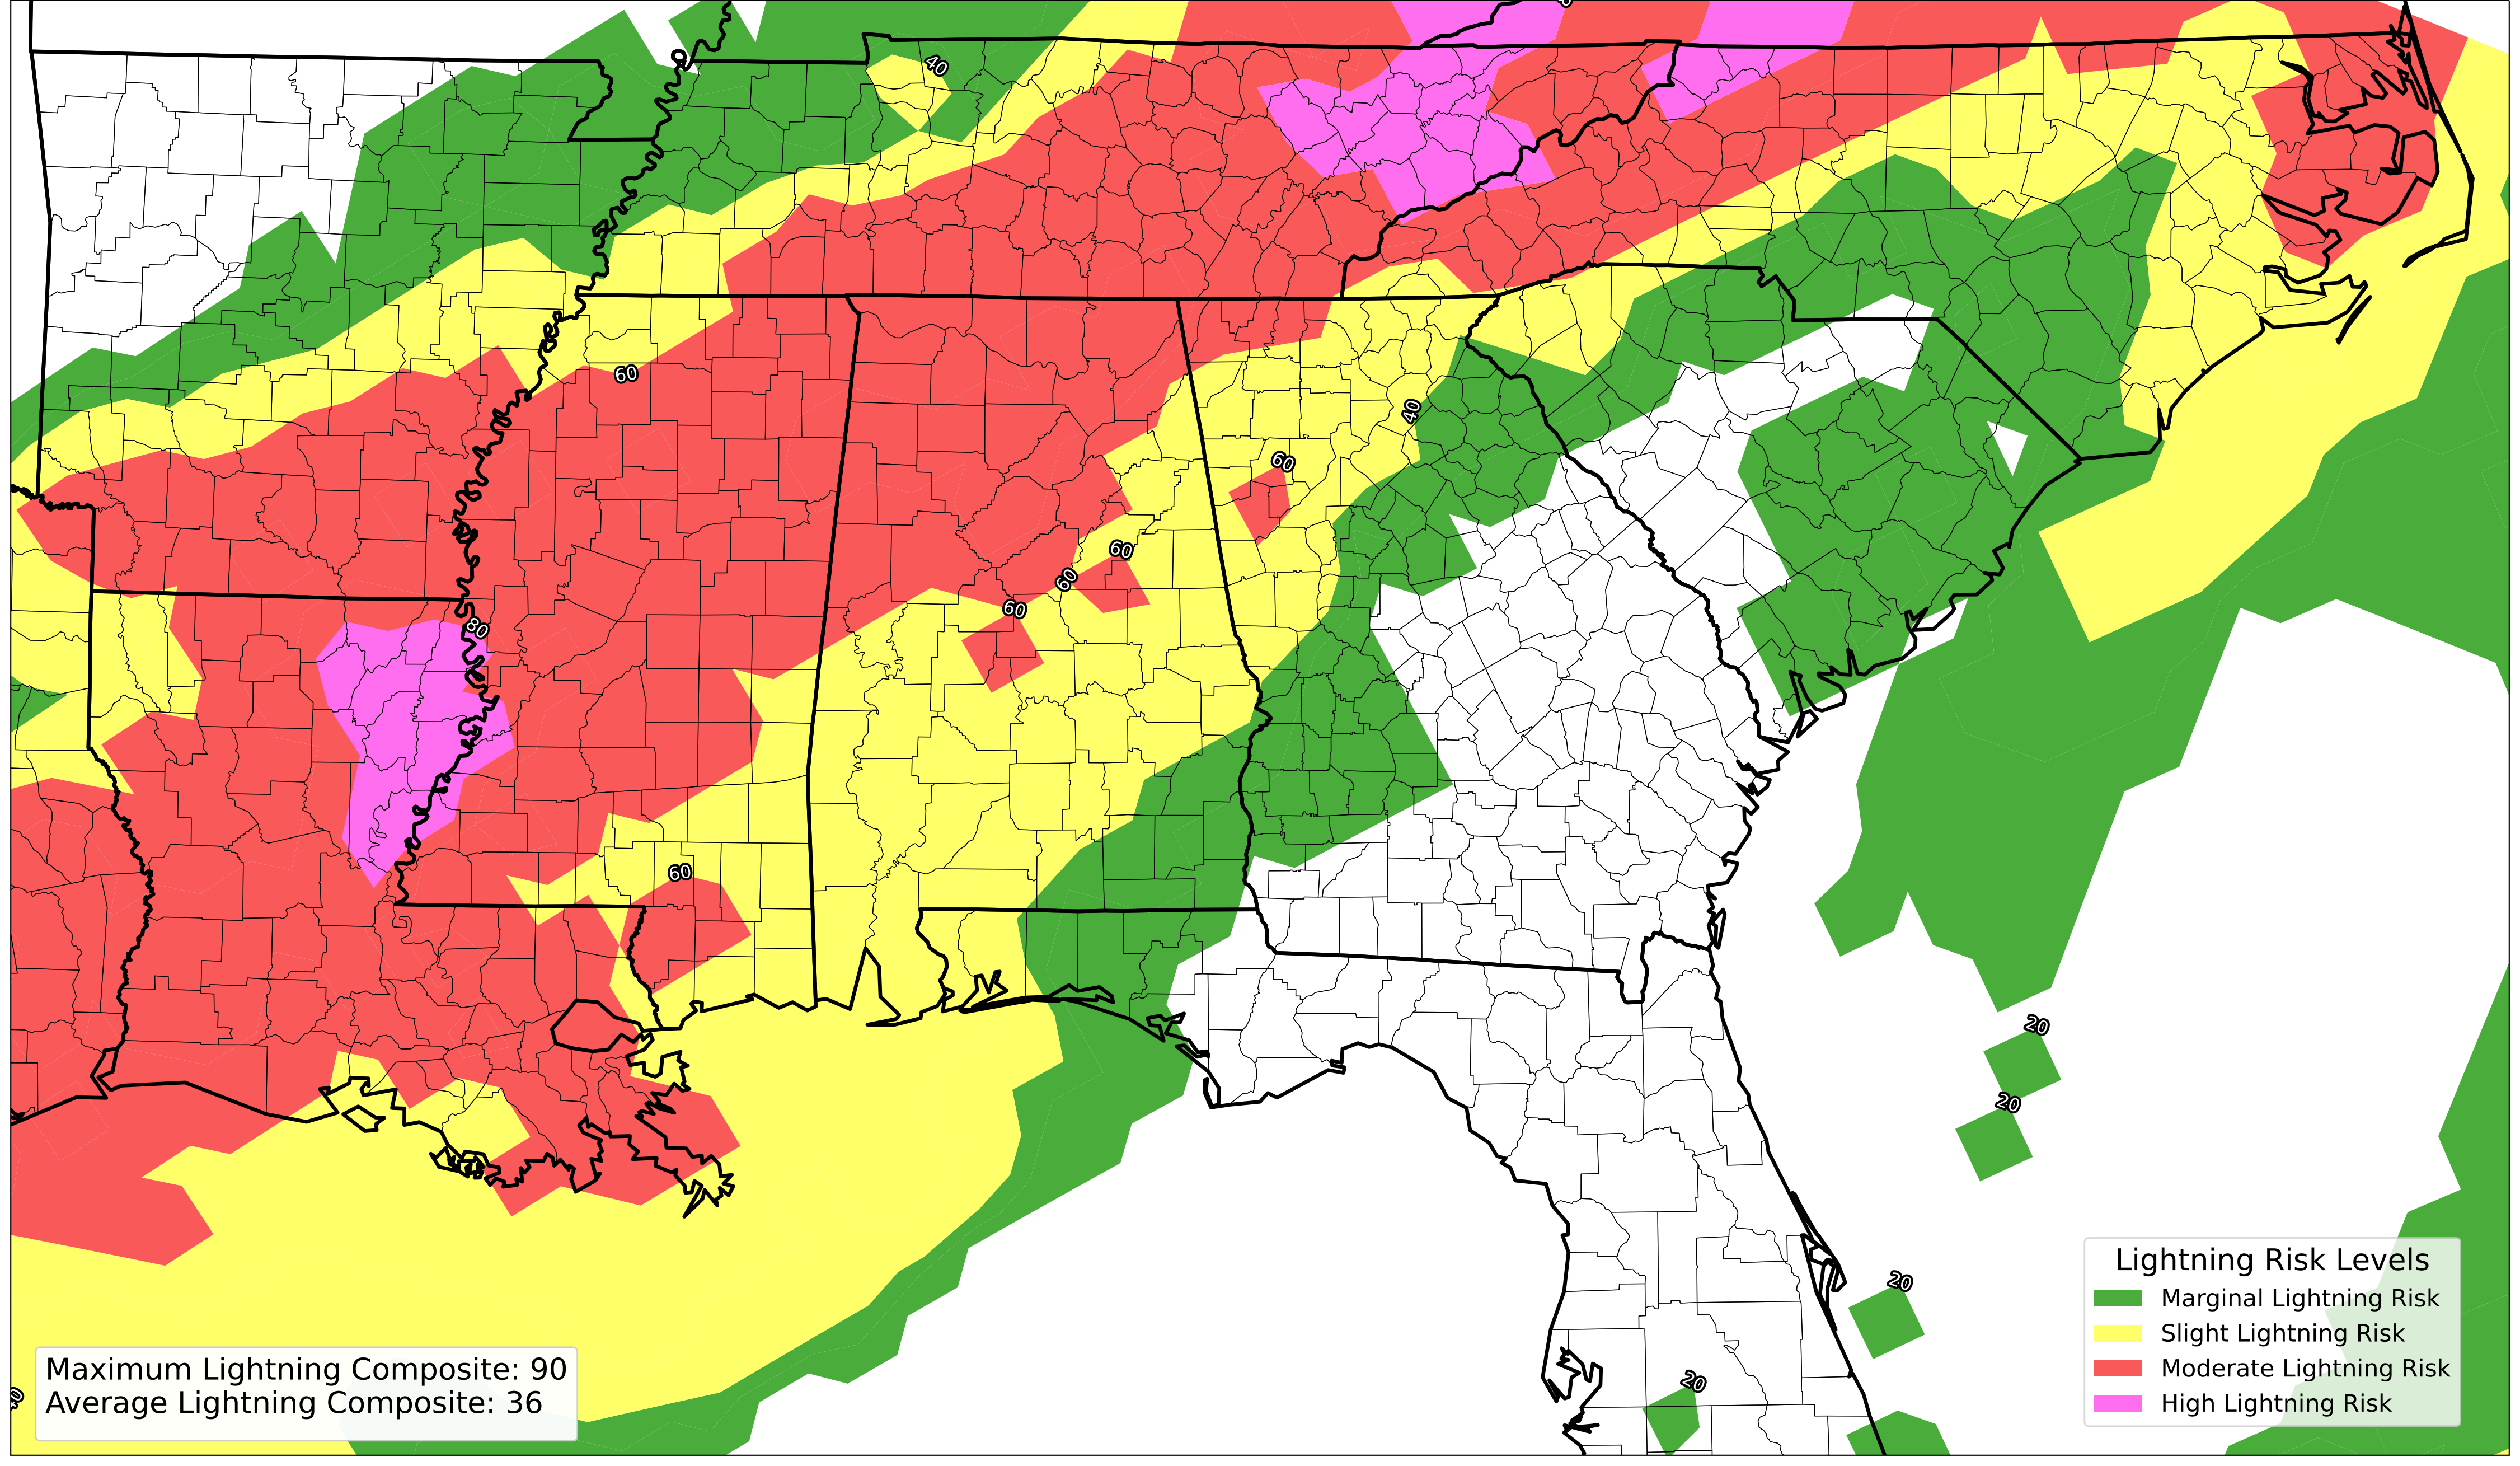 40
60
40
60
60
60
60
80
60
20
20
20
20
Lightning Risk Levels
Marginal Lightning Risk
Slight Lightning Risk
Moderate Lightning Risk
High Lightning Risk
Maximum Lightning Composite: 90
Average Lightning Composite: 36